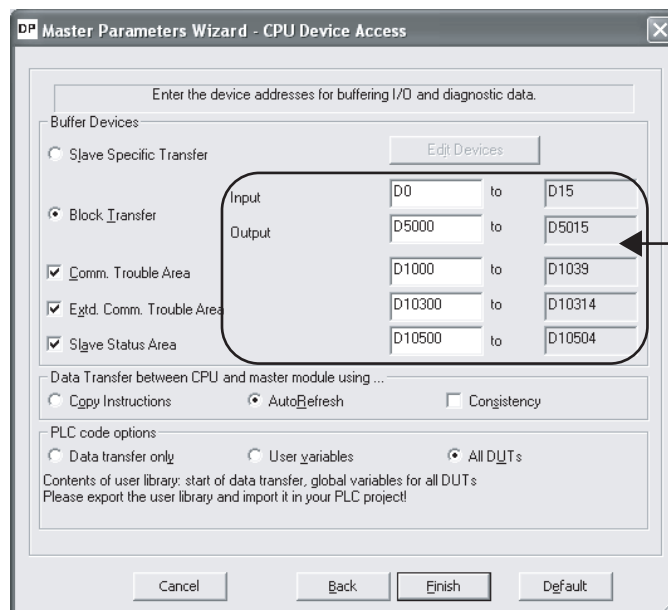 DP Master Parameters Wizard - CPU Device Access
Enter the device addresses for buffering I/O and diagnostic data.
Buffer Devices
Slave Specific Transfer
Edit Devices
Input D0 to D15
Block Transfer
Output D5000 to D5015
Comm. Trouble Area D1000 to D1039
Extd. Comm. Trouble Area D10300 to D10314
Slave Status Area D10500 to D10504
Data Transfer between CPU and master module using ...
Copy Instructions AutoRefresh Consistency
PLC code options
Data transfer only User variables All DUTs
Contents of user library: start of data transfer, global variables for all DUTs
Please export the user library and import it in your PLC project!
Cancel Back Finish Default